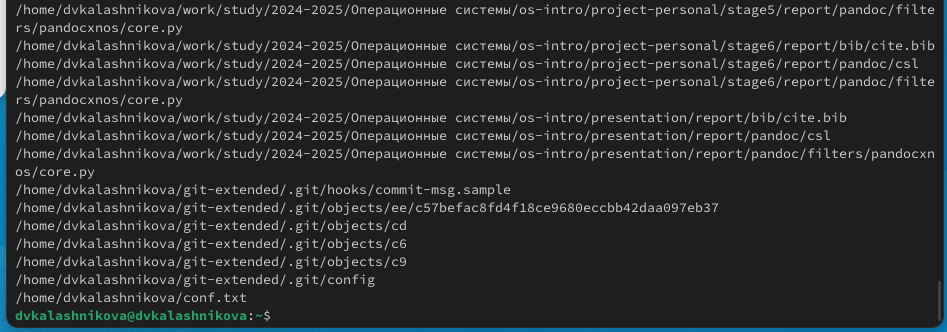 /home/dvkalashnikova/work/study/2024-2025/Операционные системы/os-intro/project-personal/stage5/report/pandoc/filte
rs/pandocxnos/core.py
/home/dvkalashnikova/work/study/2024-2025/Операционные системы/os-intro/project-personal/stage6/report/bib/cite.bib
/home/dvkalashnikova/work/study/2024-2025/Операционные системы/os-intro/project-personal/stage6/report/pandoc/csl
/home/dvkalashnikova/work/study/2024-2025/Операционные системы/os-intro/project-personal/stage6/report/pandoc/filte
rs/pandocxnos/core.py
/home/dvkalashnikova/work/study/2024-2025/Операционные системы/os-intro/presentation/report/bib/cite.bib
/home/dvkalashnikova/work/study/2024-2025/Операционные системы/os-intro/presentation/report/pandoc/csl
/home/dvkalashnikova/work/study/2024-2025/Операционные системы/os-intro/presentation/report/pandoc/filters/pandocxn
os/core.py
/home/dvkalashnikova/git-extended/.git/hooks/commit-msg.sample
/home/dvkalashnikova/git-extended/.git/objects/ee/c57befac8fd4f18ce9680eccbb42daa097eb37
/home/dvkalashnikova/git-extended/.git/objects/cd
/home/dvkalashnikova/git-extended/.git/objects/c6
/home/dvkalashnikova/git-extended/.git/objects/c9
/home/dvkalashnikova/git-extended/.git/config
/home/dvkalashnikova/conf.txt
dvkalashnikova@dvkalashnikova:~$